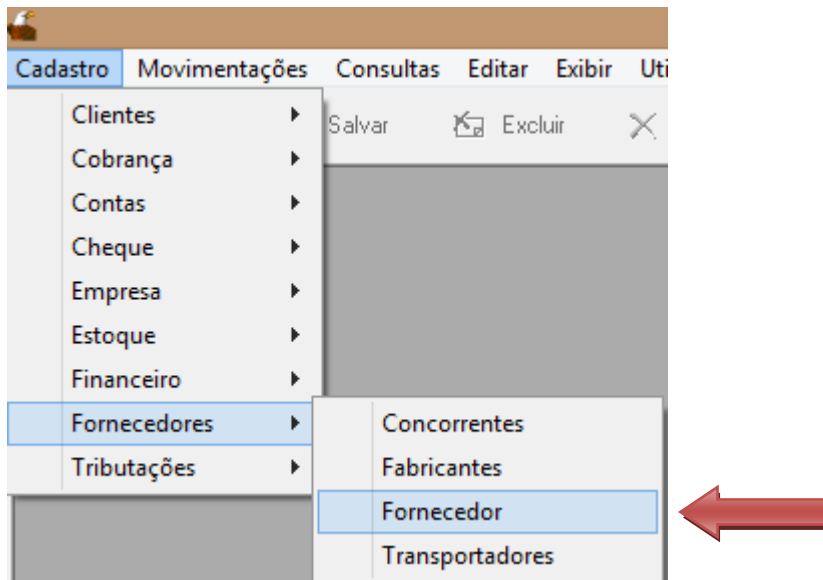 Cadastro Movimentações Consultas Editar Exibir Uti
Salvar Excluir
Clientes
Cobrança
Contas
Cheque
Empresa
Estoque
Financeiro
Fornecedores
Tributações
Concorrentes
Fabricantes
Fornecedor
Transportadores